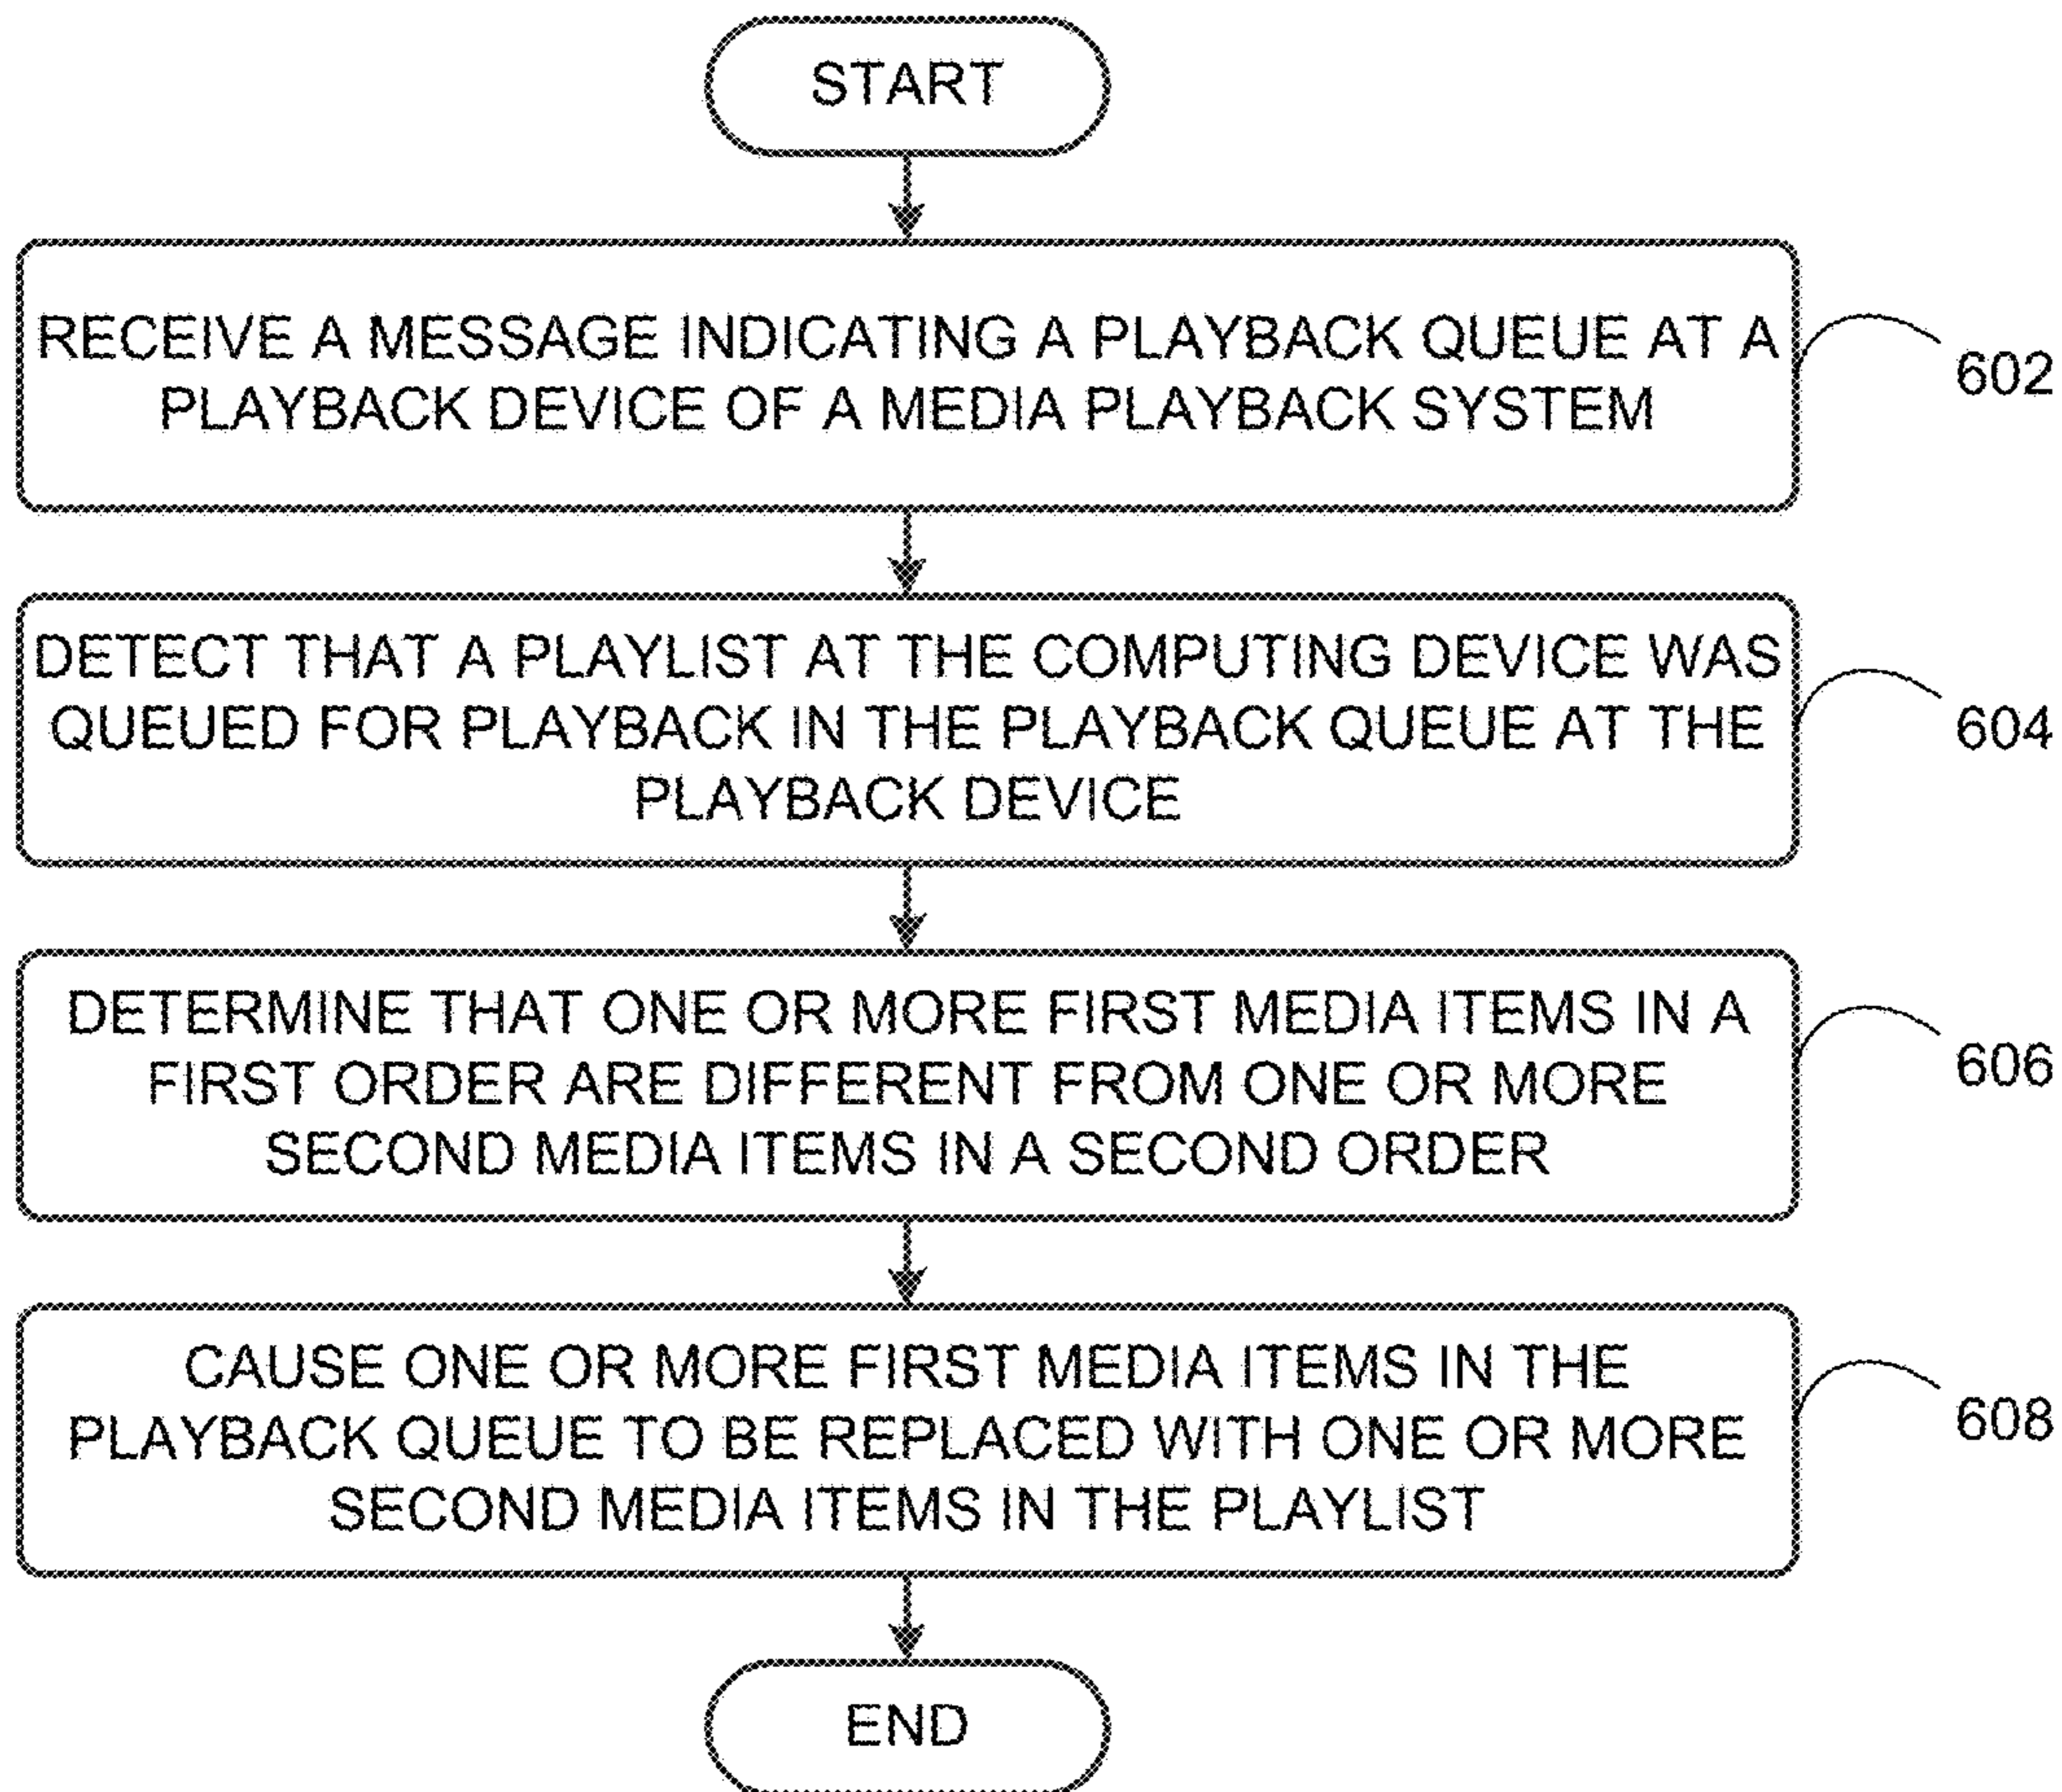 START
RECEIVE A MESSAGE INDICATING A PLAYBACK QUEUE AT A
PLAYBACK DEVICE OF A MEDIA PLAYBACK SYSTEM
602
DETECT THAT A PLAYLIST AT THE COMPUTING DEVICE WAS
QUEUED FOR PLAYBACK IN THE PLAYBACK QUEUE AT THE
PLAYBACK DEVICE
604
DETERMINE THAT ONE OR MORE FIRST MEDIA ITEMS IN A
FIRST ORDER ARE DIFFERENT FROM ONE OR MORE
SECOND MEDIA ITEMS IN A SECOND ORDER
606
CAUSE ONE OR MORE FIRST MEDIA ITEMS IN THE
PLAYBACK QUEUE TO BE REPLACED WITH ONE OR MORE
SECOND MEDIA ITEMS IN THE PLAYLIST
608
END